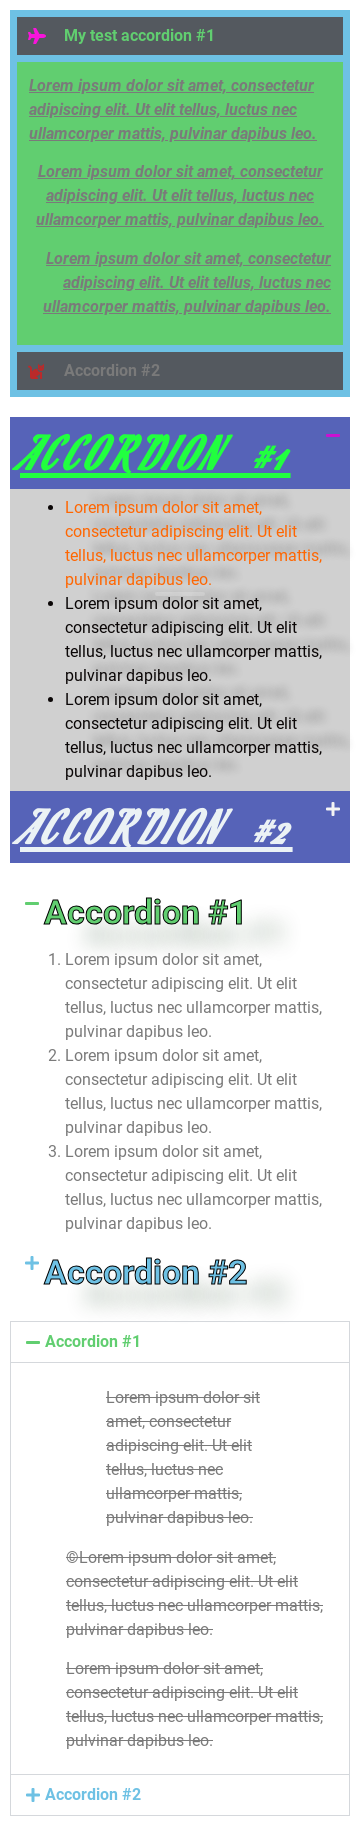 My test accordion #1
Lorem ipsum dolor sit amet, consectetur
adipiscing elit. Ut elit tellus, luctus nec
ullamcorper mattis, pulvinar dapibus leo.
Lorem ipsum dolor sit amet, consectetur
adipiscing elit. Ut elit tellus, luctus nec
ullamcorper mattis, pulvinar dapibus leo.
Lorem ipsum dolor sit amet, consectetur
adipiscing elit. Ut elit tellus, luctus nec
ullamcorper mattis, pulvinar dapibus leo.
Accordion #2
ACCORDION #1
• Lorem ipsum dolor sit amet,
consectetur adipiscing elit. Ut elit
tellus, luctus nec ullamcorper mattis,
pulvinar dapibus leo.
• Lorem ipsum dolor sit amet,
consectetur adipiscing elit. Ut elit
tellus, luctus nec ullamcorper mattis,
pulvinar dapibus leo.
• Lorem ipsum dolor sit amet,
consectetur adipiscing elit. Ut elit
tellus, luctus nec ullamcorper mattis,
pulvinar dapibus leo.
ACCORDION #2
Accordion #1
1. Lorem ipsum dolor sit amet,
consectetur adipiscing elit. Ut elit
tellus, luctus nec ullamcorper mattis,
pulvinar dapibus leo.
2. Lorem ipsum dolor sit amet,
consectetur adipiscing elit. Ut elit
tellus, luctus nec ullamcorper mattis,
pulvinar dapibus leo.
3. Lorem ipsum dolor sit amet,
consectetur adipiscing elit. Ut elit
tellus, luctus nec ullamcorper mattis,
pulvinar dapibus leo.
Accordion #2
Accordion #1
Lorem ipsum dolor sit
amet, consectetur
adipiscing elit. Ut elit
tellus, luctus nec
ullamcorper mattis,
pulvinar dapibus leo.
©Lorem ipsum dolor sit amet,
consectetur adipiscing elit. Ut elit
tellus, luctus nec ullamcorper mattis,
pulvinar dapibus leo.
Lorem ipsum dolor sit amet,
consectetur adipiscing elit. Ut elit
tellus, luctus nec ullamcorper mattis,
pulvinar dapibus leo.
Accordion #2